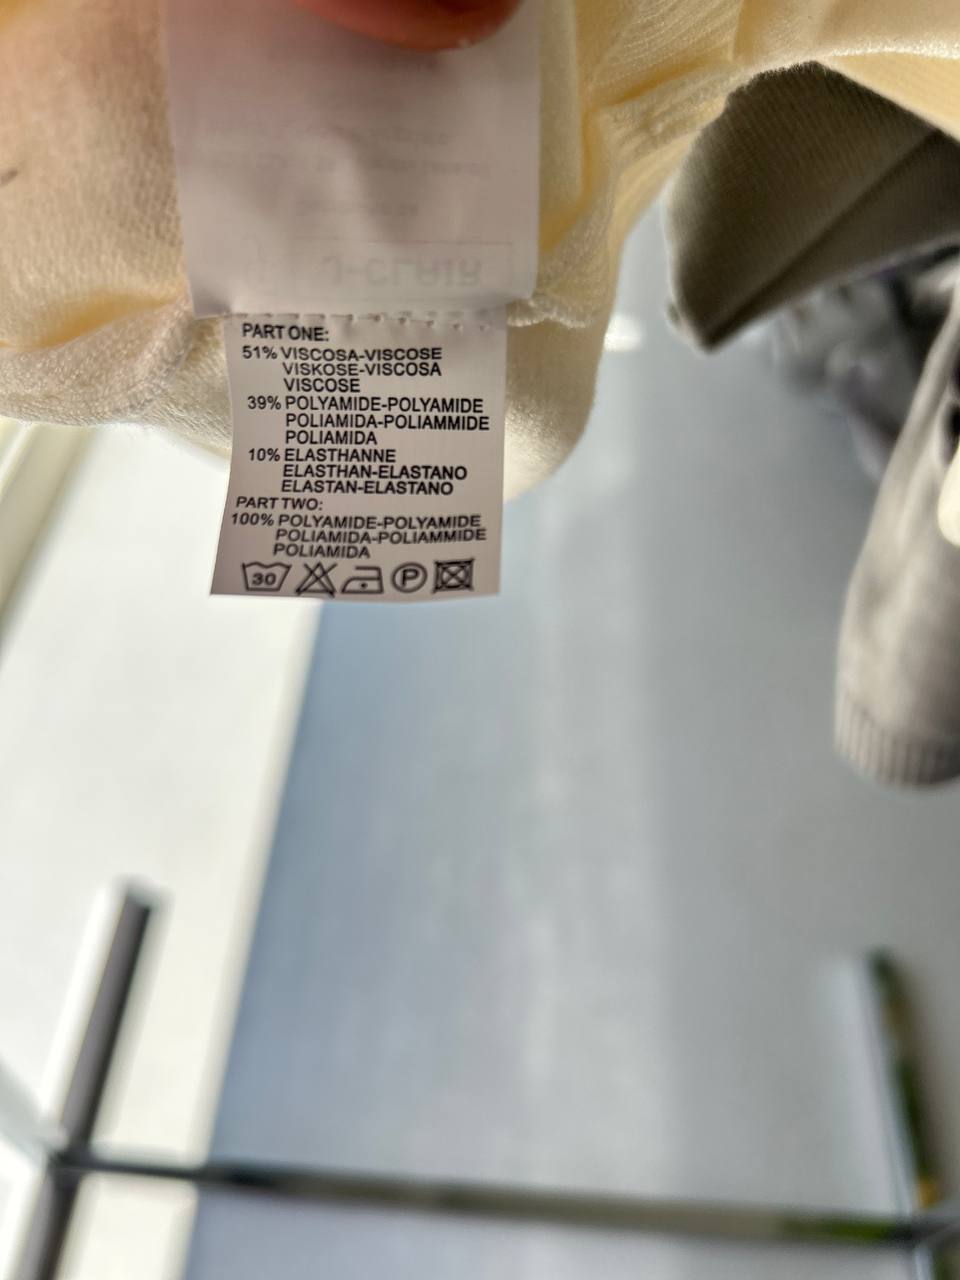 PART ONE:
51% VISCOSA-VISCOSE
VISKOSE-VISCOSA
VISCOSE
39% POLYAMIDE-POLYAMIDE
POLIAMIDA-POLIAMMIDE
POLIAMIDA
10% ELASTHANNE
ELASTHAN-ELASTANO
ELASTAN-ELASTANO
PART TWO:
100% POLYAMIDE-POLYAMIDE
POLIAMIDA-POLIAMMIDE
POLIAMIDA
30 P